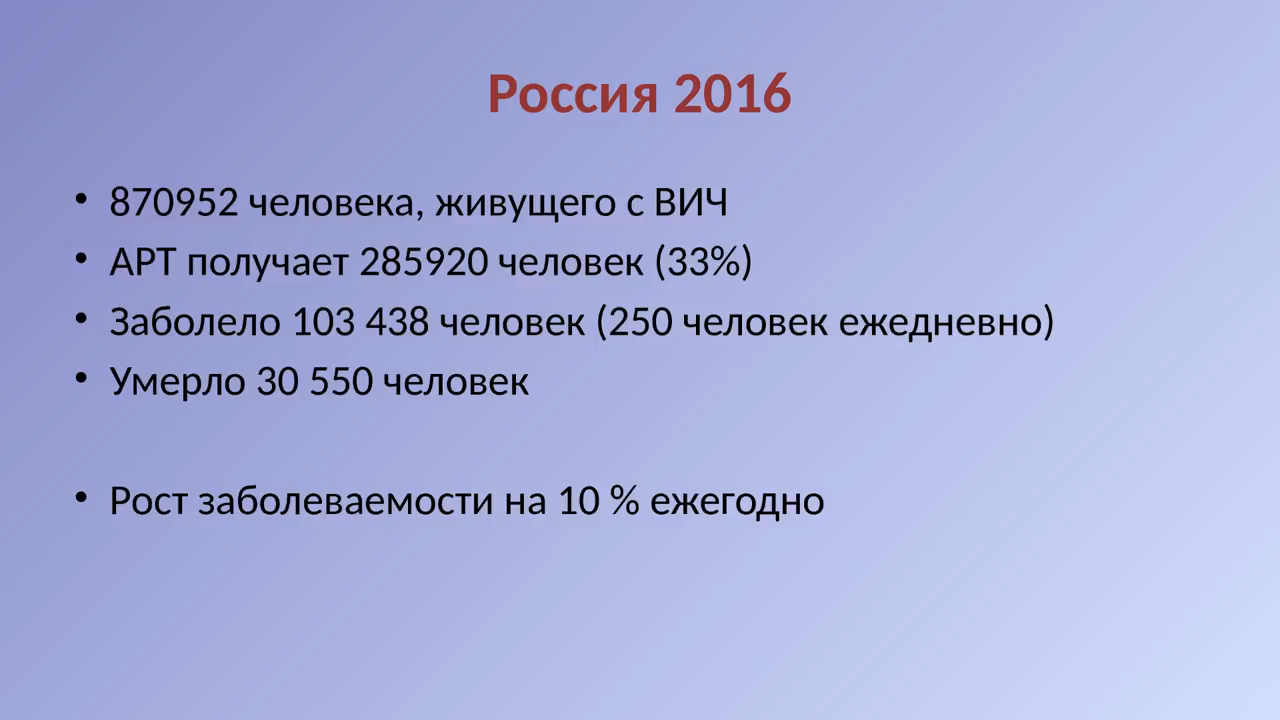 Россия 2016
• 870952 человека, живущего с ВИЧ
• АРТ получает 285920 человек (33%)
• Заболело 103 438 человек (250 человек ежедневно)
• Умерло 30 550 человек
• Рост заболеваемости на 10 % ежегодно